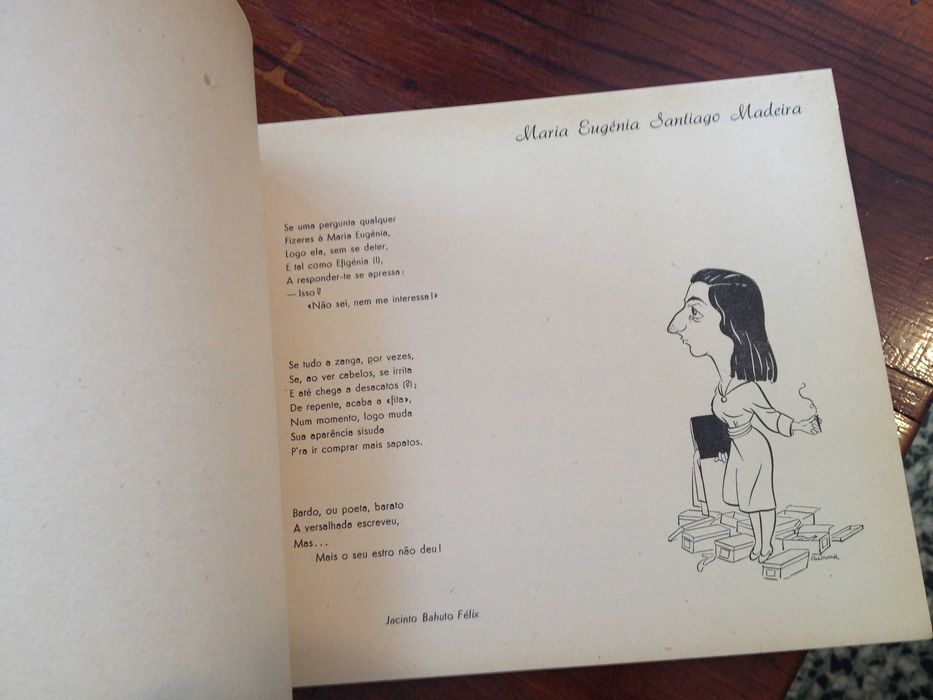 Maria Eugénia Santiago Madeira
Se uma pergunta qualquer
Fizeres à Maria Eugénia,
Logo ela, sem se deter,
E tal como Efigénia (!),
A responder-te se apressa:
— Isso?
«Não sei, nem me interessa!»
Se tudo a zanga, por vezes,
Se, ao ver cabelos, se irrita
E até chega a desacatos (?);
De repente, acaba a «fita»,
Num momento, logo muda
Sua aparência sisuda
P'ra ir comprar mais sapatos.
Bardo, ou poeta, barato
A versalhada escreveu,
Mas...
Mais o seu estro não deu!
Jacinto Bahuto Félix